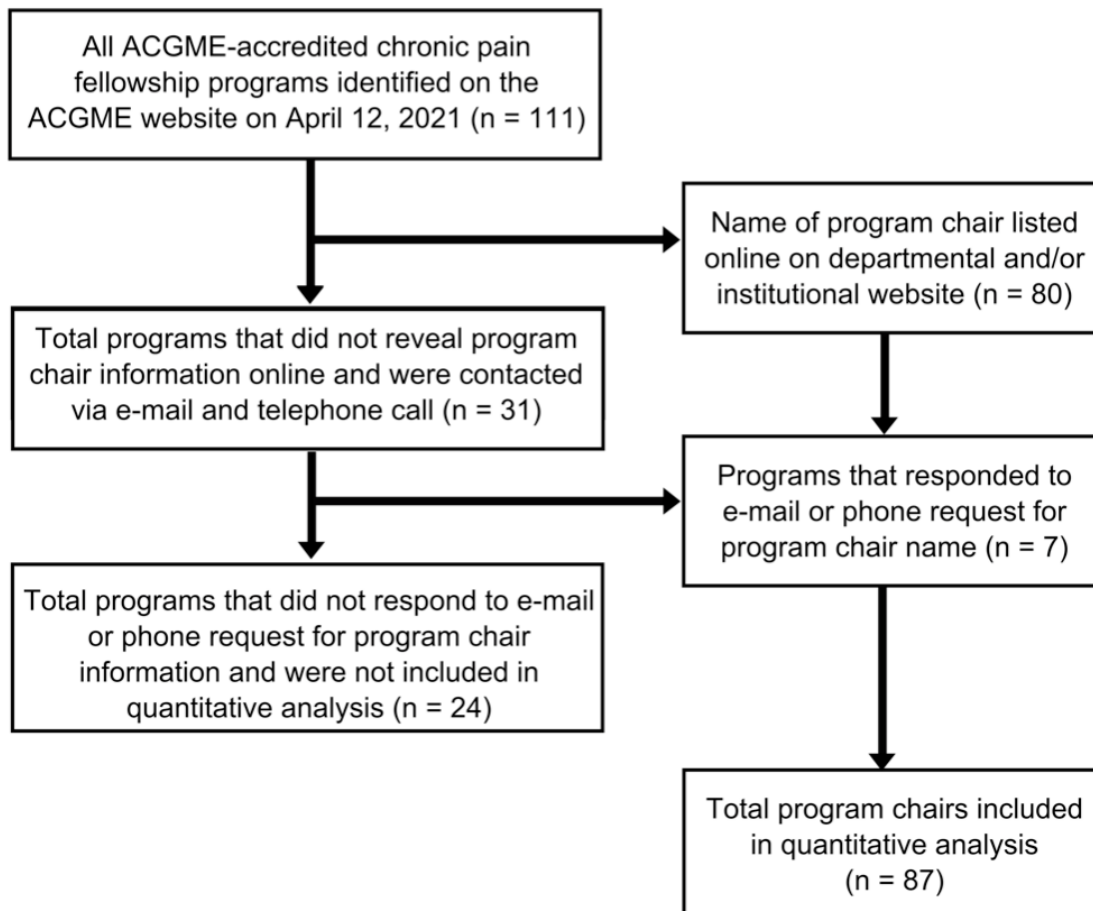 All ACGME-accredited chronic pain
fellowship programs identified on the
ACGME website on April 12, 2021 (n = 111)
Name of program chair listed
online on departmental and/or
institutional website (n = 80)
Total programs that did not reveal program
chair information online and were contacted
via e-mail and telephone call (n = 31)
Programs that responded to
e-mail or phone request for
program chair name (n = 7)
Total programs that did not respond to e-mail
or phone request for program chair
information and were not included in
quantitative analysis (n = 24)
Total program chairs included
in quantitative analysis
(n = 87)